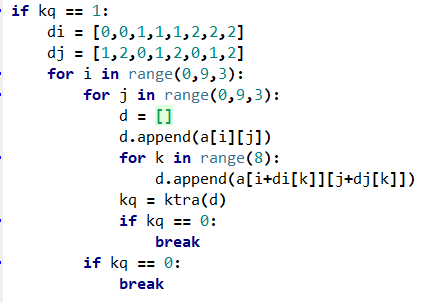 if kq == 1:
    di = [0,0,1,1,1,2,2,2]
    dj = [1,2,0,1,2,0,1,2]
    for i in range(0,9,3):
        for j in range(0,9,3):
            d = []
            d.append(a[i][j])
            for k in range(8):
                d.append(a[i+di[k]][j+dj[k]])
            kq = ktra(d)
            if kq == 0:
                break
        if kq == 0:
            break